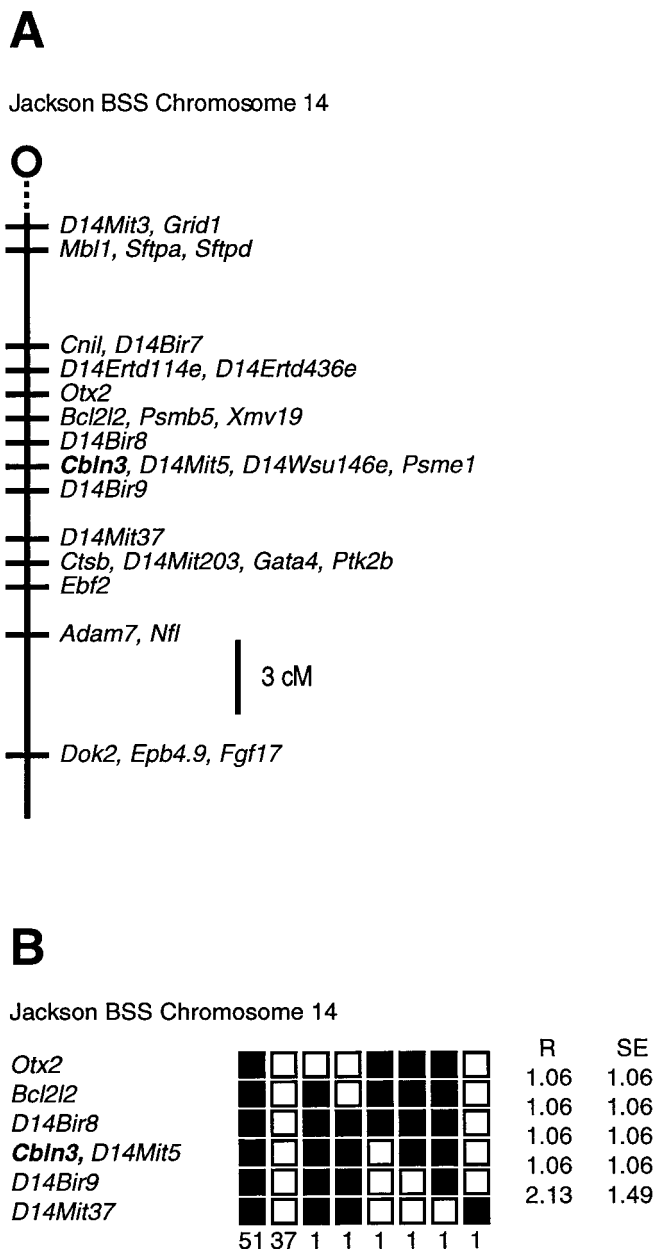 A
Jackson BSS Chromosome 14
D14Mit3, Grid1
Mbl1, Sftpa, Sftpd
Cnil, D14Bir7
D14Ertd114e, D14Ertd436e
Otx2
Bcl2l2, Psmb5, Xmv19
D14Bir8
Cbln3, D14Mit5, D14Wsu146e, Psme1
D14Bir9
D14Mit37
Ctsb, D14Mit203, Gata4, Ptk2b
Ebf2
Adam7, Nfl
3 cM
Dok2, Epb4.9, Fgf17
B
Jackson BSS Chromosome 14
R SE
Otx2
1.06 1.06
Bcl2l2
1.06 1.06
D14Bir8
1.06 1.06
Cbln3, D14Mit5
1.06 1.06
D14Bir9
2.13 1.49
D14Mit37
51 37 1 1 1 1 1 1